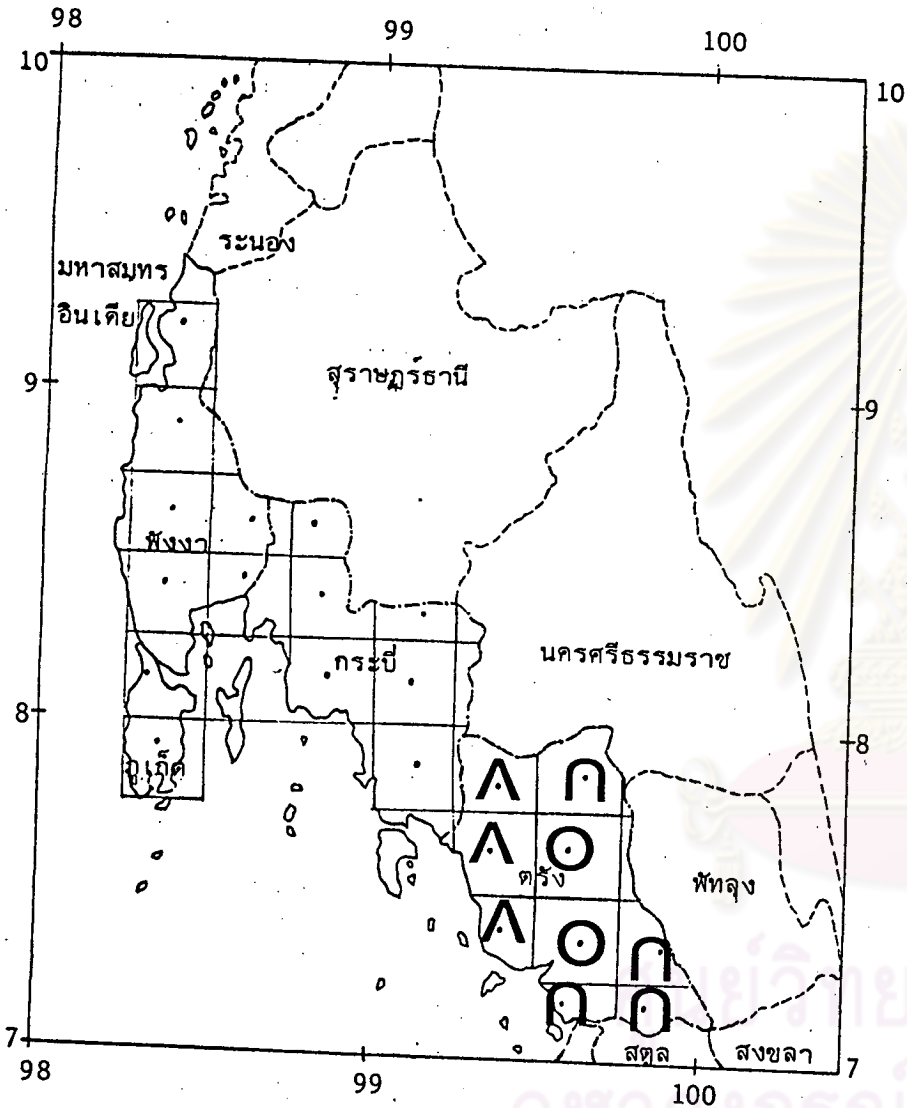 98
99
100
10
10
ระนอง
มหาสมุทร
อินเดีย
สุราษฎร์ธานี
9
9
พังงา
กระบี่
นครศรีธรรมราช
8
8
ภูเก็ต
ตรัง
พัทลุง
7
สตูล
สงขลา
7
98
99
100